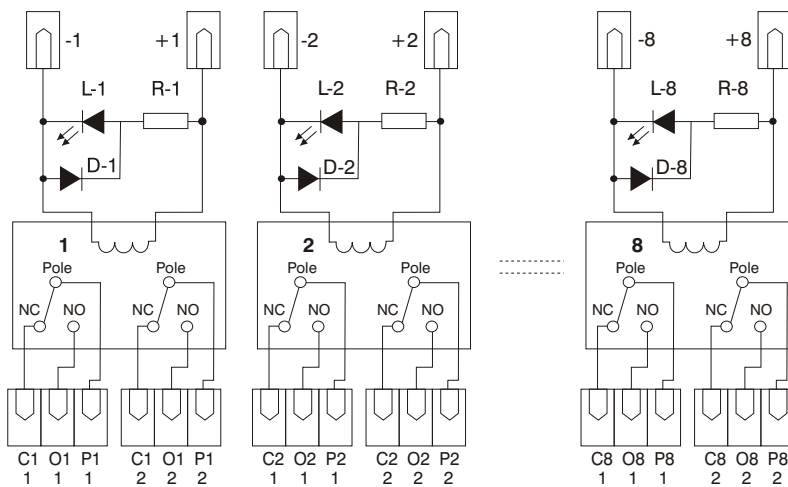 -1 +1 -2 +2 -8 +8
L-1 R-1 L-2 R-2 L-8 R-8
D-1 D-2 D-8
1 2 8
Pole Pole Pole Pole Pole Pole
NC NO NC NO NC NO NC NO NC NO NC NO
C1 O1 P1 C1 O1 P1 C2 O2 P2 C2 O2 P2 C8 O8 P8 C8 O8 P8
1 1 1 2 2 2 1 1 1 2 2 2 1 1 1 2 2 2